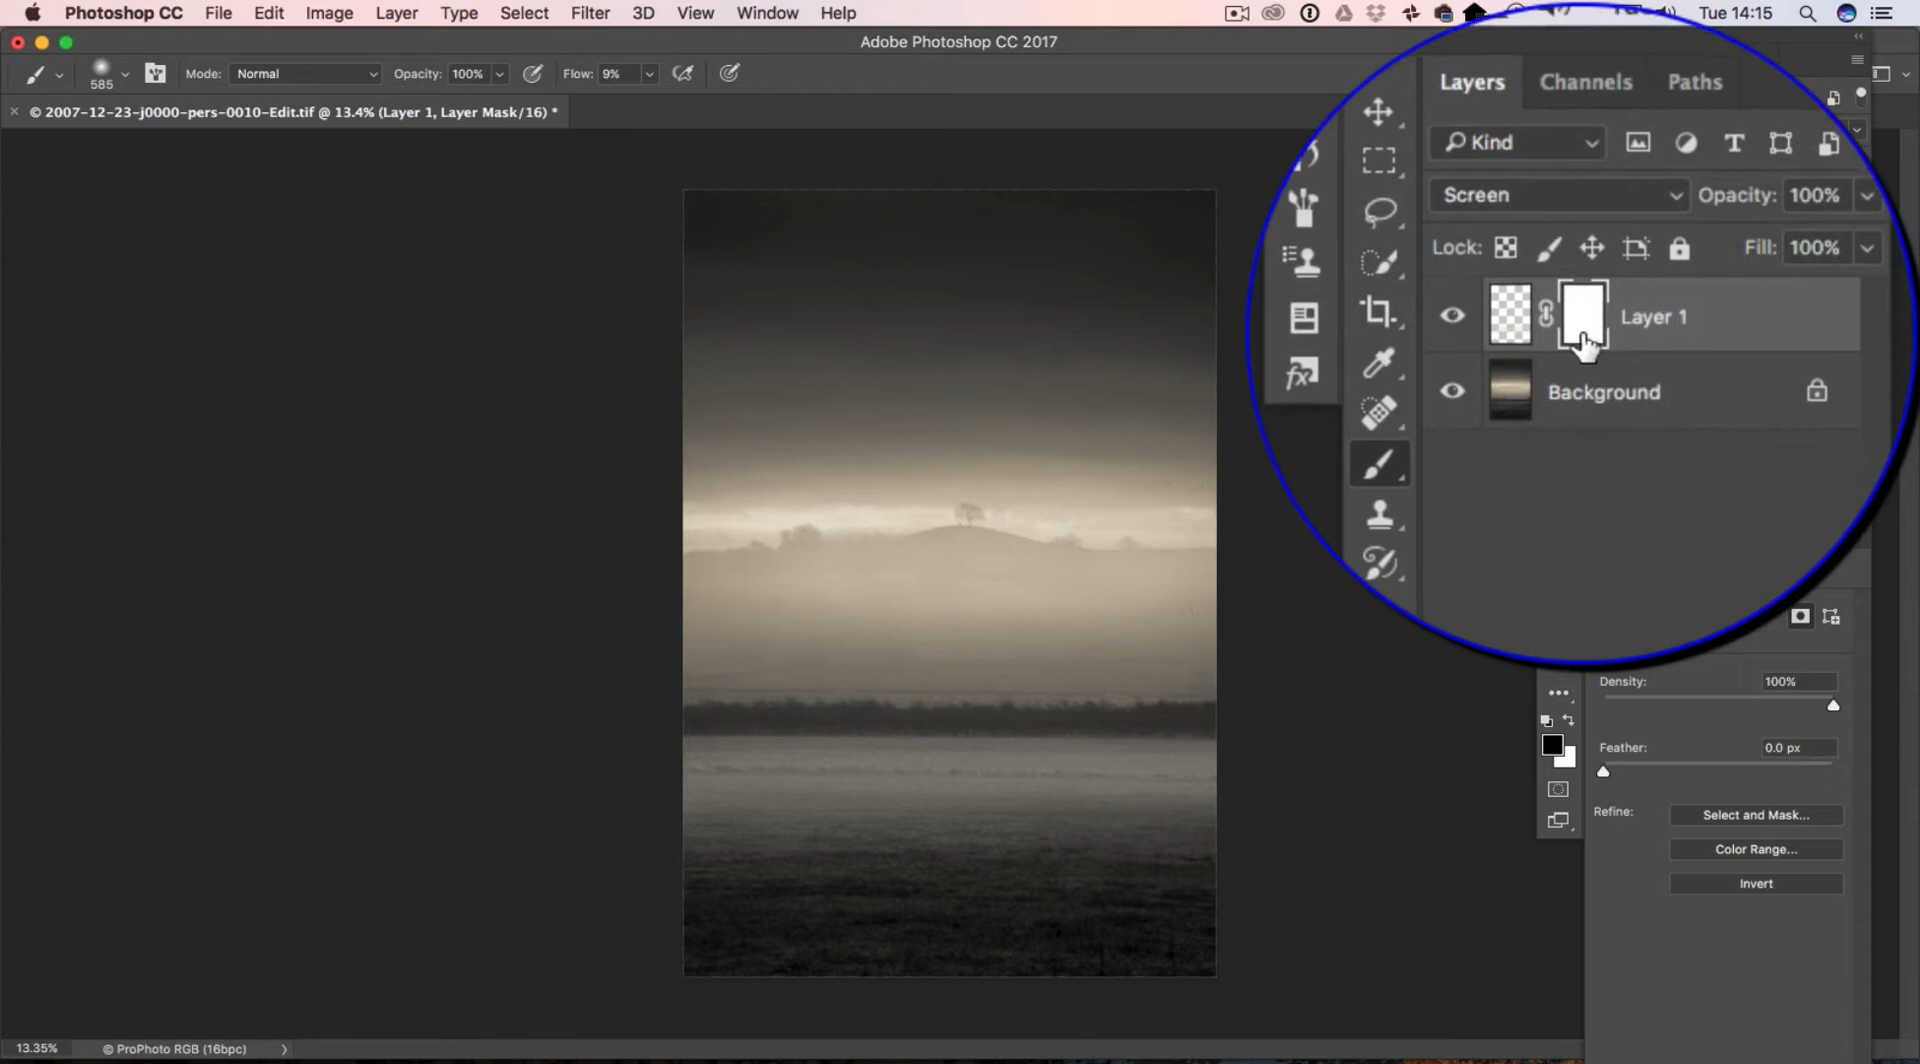 Photoshop CC File Edit Image Layer Type Select Filter 3D View Window Help Tue 14:15
Adobe Photoshop CC 2017
585 Mode: Normal Opacity: 100% Flow: 9%
© 2007-12-23-j0000-pers-0010-Edit.tif @ 13.4% (Layer 1, Layer Mask/16) *
Layers Channels Paths
Kind T
Screen Opacity: 100%
Lock: Fill: 100%
Layer 1
fx
Background
Density: 100%
Feather: 0.0 px
Refine: Select and Mask...
Color Range...
Invert
13.35% © ProPhoto RGB (16bpc)